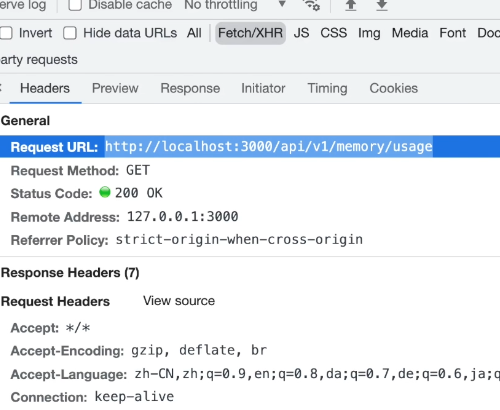 erve log Disable cache No throttling
Invert Hide data URLs All Fetch/XHR JS CSS Img Media Font Doc
arty requests
Headers Preview Response Initiator Timing Cookies
General
Request URL: http://localhost:3000/api/v1/memory/usage
Request Method: GET
Status Code: 200 OK
Remote Address: 127.0.0.1:3000
Referrer Policy: strict-origin-when-cross-origin
Response Headers (7)
Request Headers View source
Accept: */*
Accept-Encoding: gzip, deflate, br
Accept-Language: zh-CN,zh;q=0.9,en;q=0.8,da;q=0.7,de;q=0.6,ja;q
Connection: keep-alive